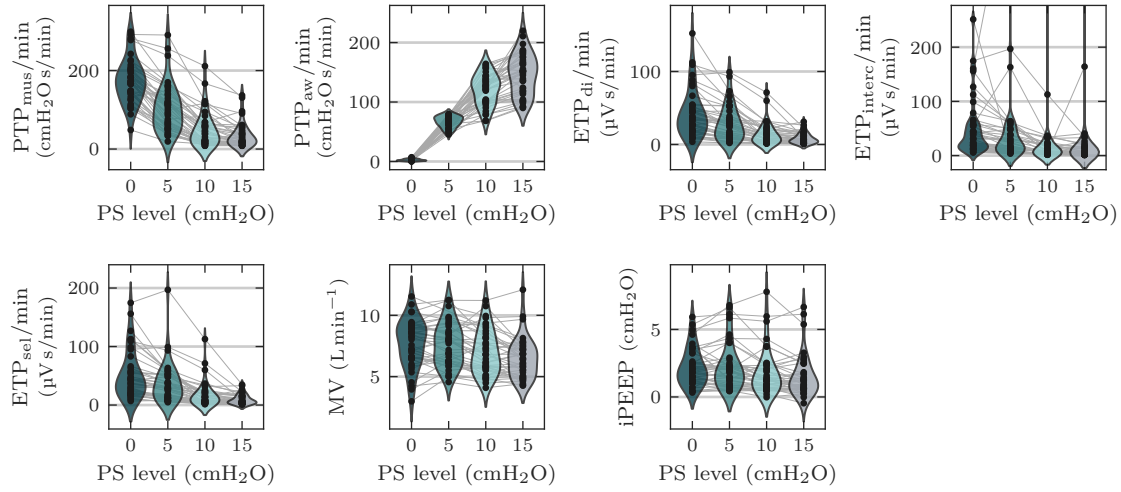 PTPmus/min
(cmH2O s/min)
200
0
0 5 10 15
PS level (cmH2O)
PTPaw/min
(cmH2O s/min)
200
100
0
0 5 10 15
PS level (cmH2O)
ETPdi/min
(µV s/min)
100
0
0 5 10 15
PS level (cmH2O)
ETPinterc/min
(µV s/min)
200
100
0
0 5 10 15
PS level (cmH2O)
ETPsel/min
(µV s/min)
200
100
0
0 5 10 15
PS level (cmH2O)
MV (L min−1)
10
5
0 5 10 15
PS level (cmH2O)
iPEEP (cmH2O)
5
0
0 5 10 15
PS level (cmH2O)